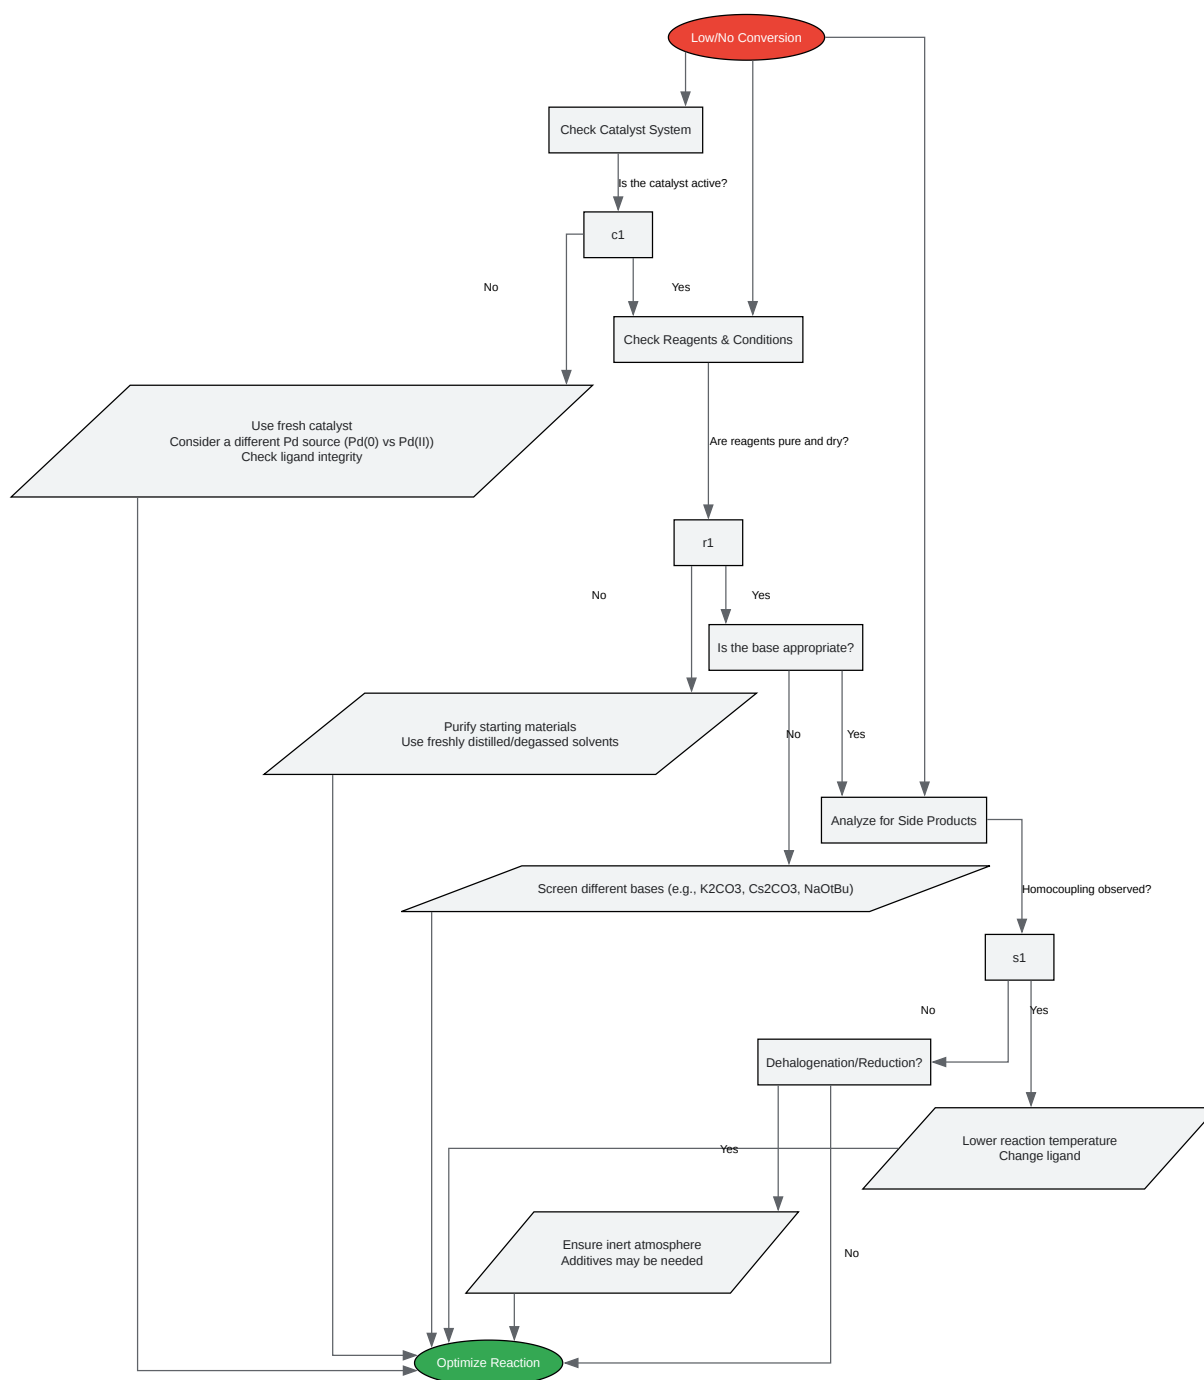 Low/No Conversion
Check Catalyst System
Is the catalyst active?
c1
No
Yes
Check Reagents & Conditions
Use fresh catalyst
Consider a different Pd source (Pd(0) vs Pd(II))
Check ligand integrity
Are reagents pure and dry?
r1
No
Yes
Is the base appropriate?
Purify starting materials
Use freshly distilled/degassed solvents
No
Yes
Analyze for Side Products
Screen different bases (e.g., K2CO3, Cs2CO3, NaOtBu)
Homocoupling observed?
s1
No
Yes
Dehalogenation/Reduction?
Lower reaction temperature
Change ligand
Yes
Ensure inert atmosphere
Additives may be needed
No
Optimize Reaction